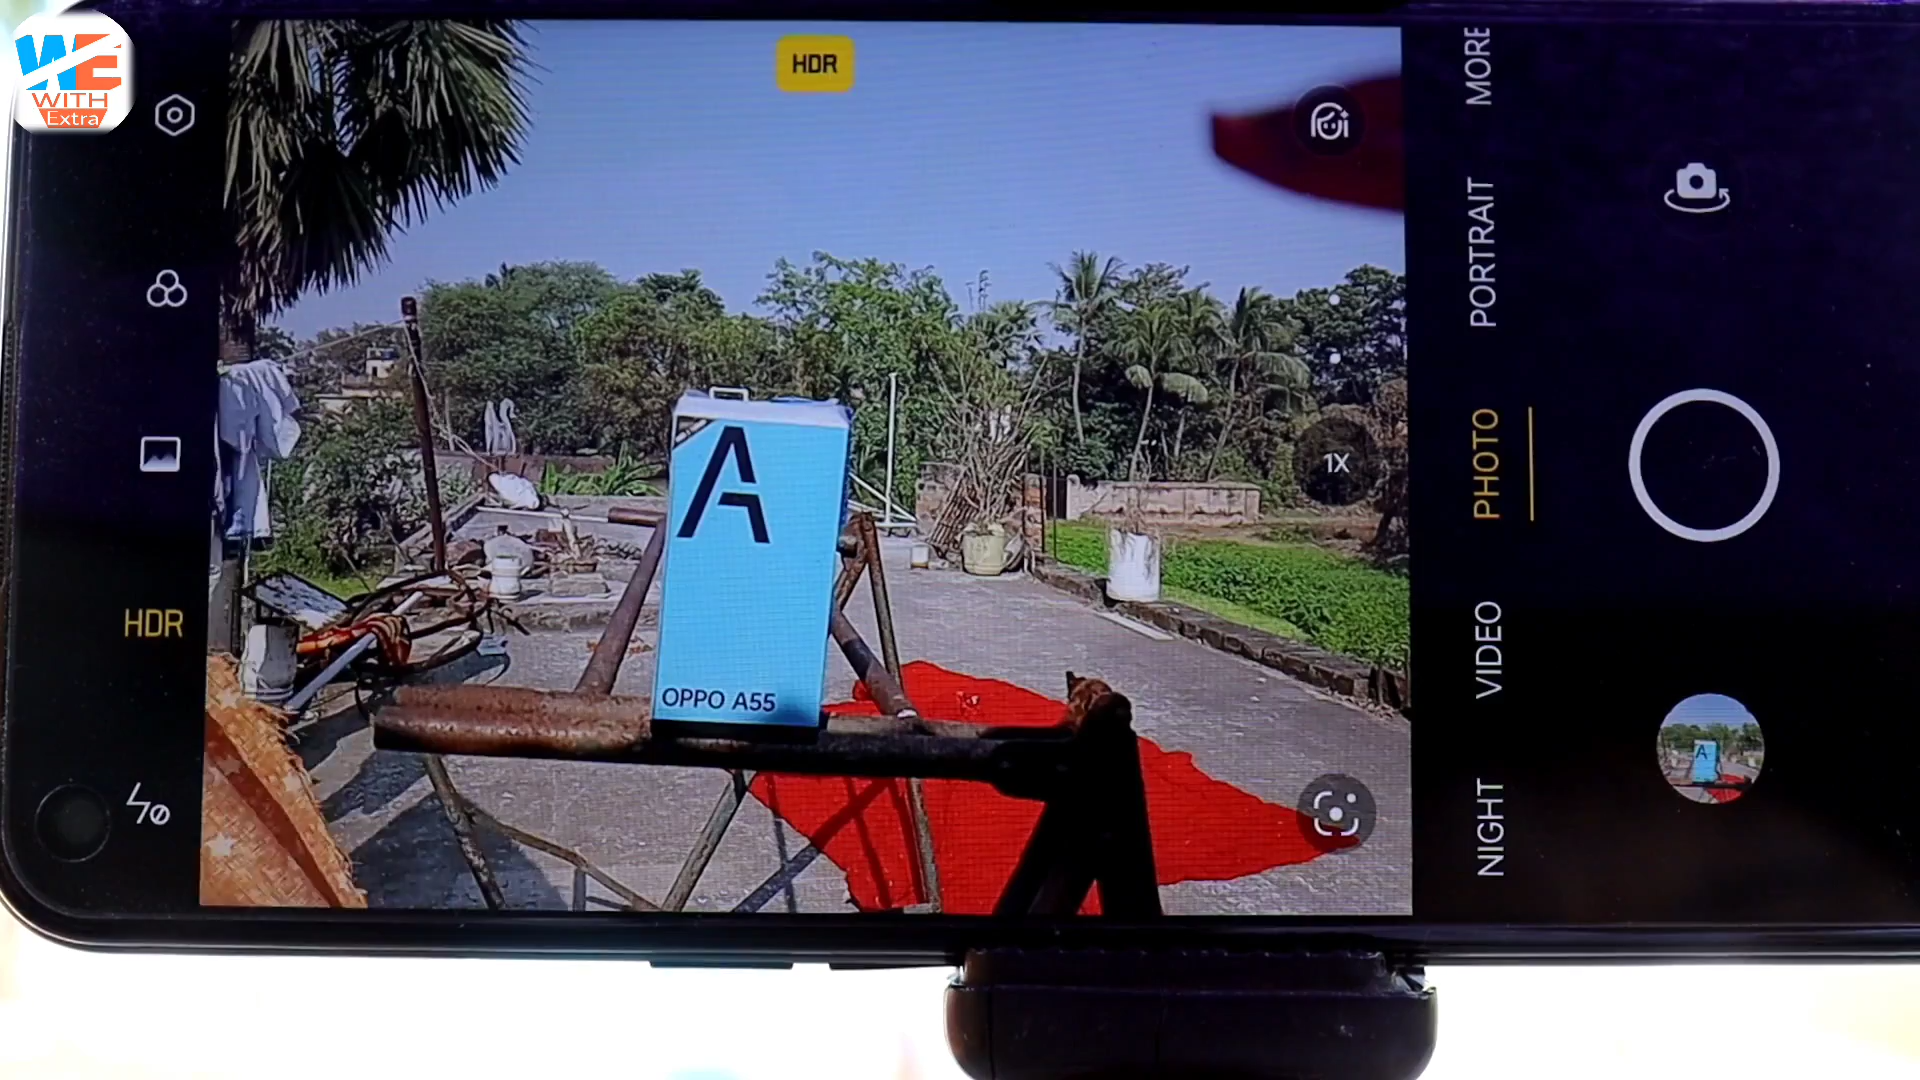 WE
WITH
Extra
HDR
MORE
PORTRAIT
PHOTO
VIDEO
NIGHT
1X
HDR
A
OPPO A55
A